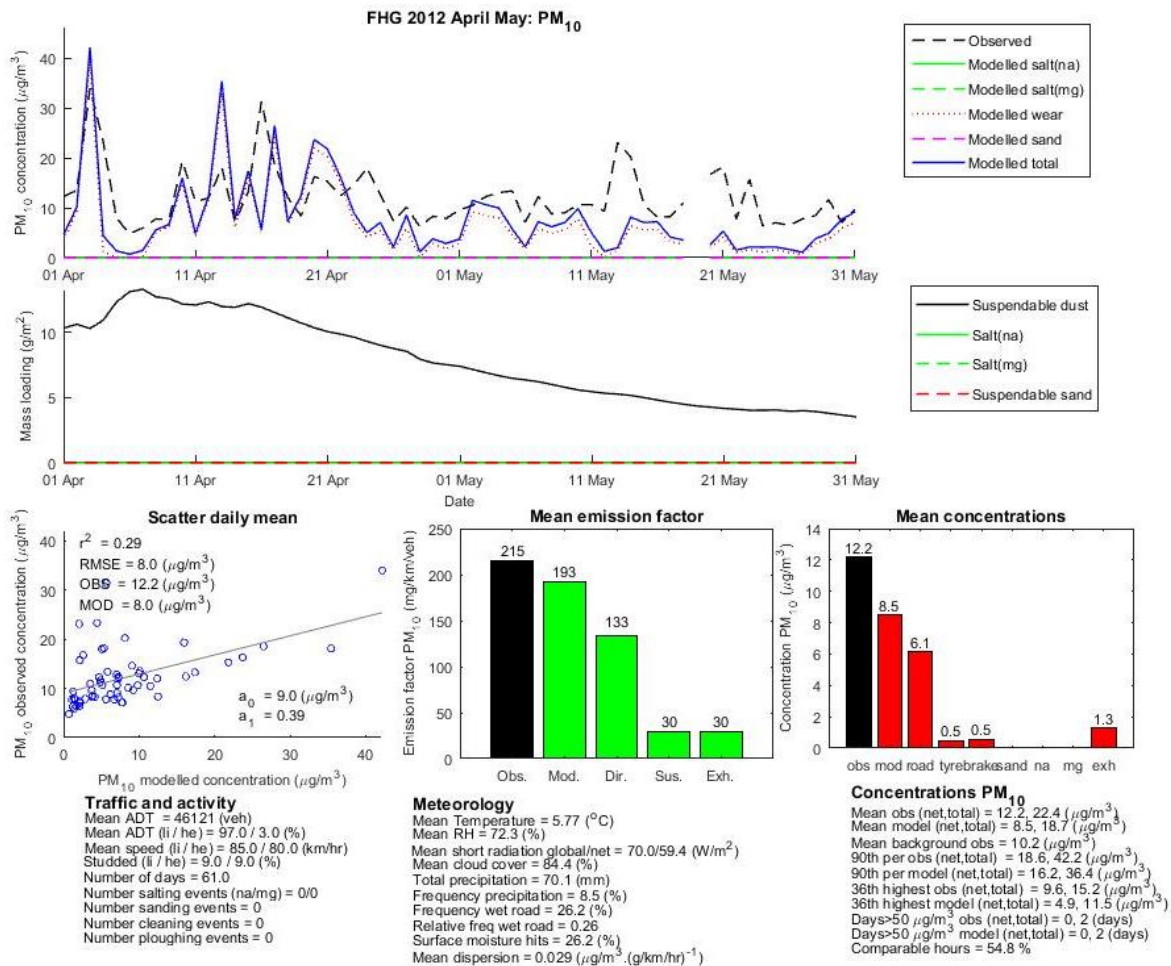 FHG 2012 April May: PM10
PM10 concentration (µg/m3)
40
30
20
10
0
01 Apr 11 Apr 21 Apr 01 May 11 May 21 May 31 May
Observed
Modelled salt(na)
Modelled salt(mg)
Modelled wear
Modelled sand
Modelled total
Mass loading (g/m2)
10
5
0
01 Apr 11 Apr 21 Apr 01 May 11 May 21 May 31 May
Date
Suspendable dust
Salt(na)
Salt(mg)
Suspendable sand
Scatter daily mean
PM10 observed concentration (µg/m3)
40
30
20
10
0
r2 = 0.29
RMSE = 8.0 (µg/m3)
OBS = 12.2 (µg/m3)
MOD = 8.0 (µg/m3)
a0 = 9.0 (µg/m3)
a1 = 0.39
0 10 20 30 40
PM10 modelled concentration (µg/m3)
Mean emission factor
Emission factor PM10 (mg/km/veh)
250
200
150
100
50
0
215
193
133
30
30
Obs. Mod. Dir. Sus. Exh.
Mean concentrations
Concentration PM10 (µg/m3)
14
12
10
8
6
4
2
0
12.2
8.5
6.1
0.5
0.5
1.3
obs mod road tyrebrakesand na mg exh
Traffic and activity
Mean ADT = 46121 (veh)
Mean ADT (li / he) = 97.0 / 3.0 (%)
Mean speed (li / he) = 85.0 / 80.0 (km/hr)
Studded (li / he) = 9.0 / 9.0 (%)
Number of days = 61.0
Number salting events (na/mg) = 0/0
Number sanding events = 0
Number cleaning events = 0
Number ploughing events = 0
Meteorology
Mean Temperature = 5.77 (°C)
Mean RH = 72.3 (%)
Mean short radiation global/net = 70.0/59.4 (W/m2)
Mean cloud cover = 84.4 (%)
Total precipitation = 70.1 (mm)
Frequency precipitation = 8.5 (%)
Frequency wet road = 26.2 (%)
Relative freq wet road = 0.26
Surface moisture hits = 26.2 (%)
Mean dispersion = 0.029 (µg/m3.(g/km/hr)-1)
Concentrations PM10
Mean obs (net,total) = 12.2, 22.4 (µg/m3)
Mean model (net,total) = 8.5, 18.7 (µg/m3)
Mean background obs = 10.2 (µg/m3)
90th per obs (net,total) = 18.6, 42.2 (µg/m3)
90th per model (net,total) = 16.2, 36.4 (µg/m3)
36th highest obs (net,total) = 9.6, 15.2 (µg/m3)
36th highest model (net,total) = 4.9, 11.5 (µg/m3)
Days>50 µg/m3 obs (net,total) = 0, 2 (days)
Days>50 µg/m3 model (net,total) = 0, 2 (days)
Comparable hours = 54.8 %